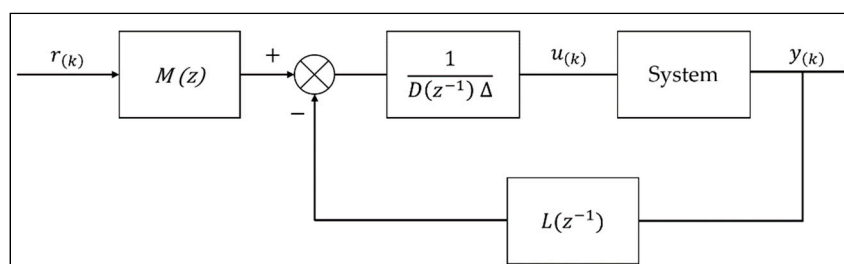 r(k)
M(z)
+
−
1
D(z⁻¹) Δ
u(k)
System
y(k)
L(z⁻¹)